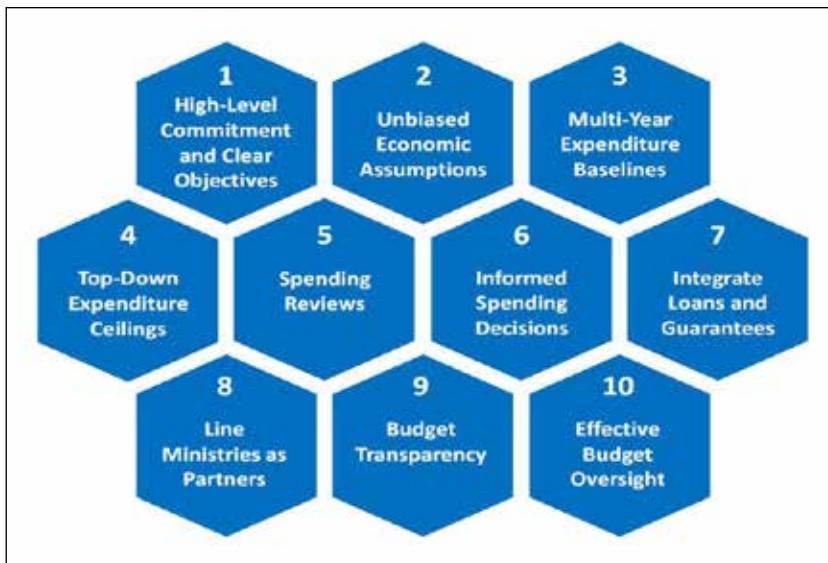 1
High-Level
Commitment
and Clear
Objectives
2
Unbiased
Economic
Assumptions
3
Multi-Year
Expenditure
Baselines
4
Top-Down
Expenditure
Ceilings
5
Spending
Reviews
6
Informed
Spending
Decisions
7
Integrate
Loans and
Guarantees
8
Line
Ministries as
Partners
9
Budget
Transparency
10
Effective
Budget
Oversight